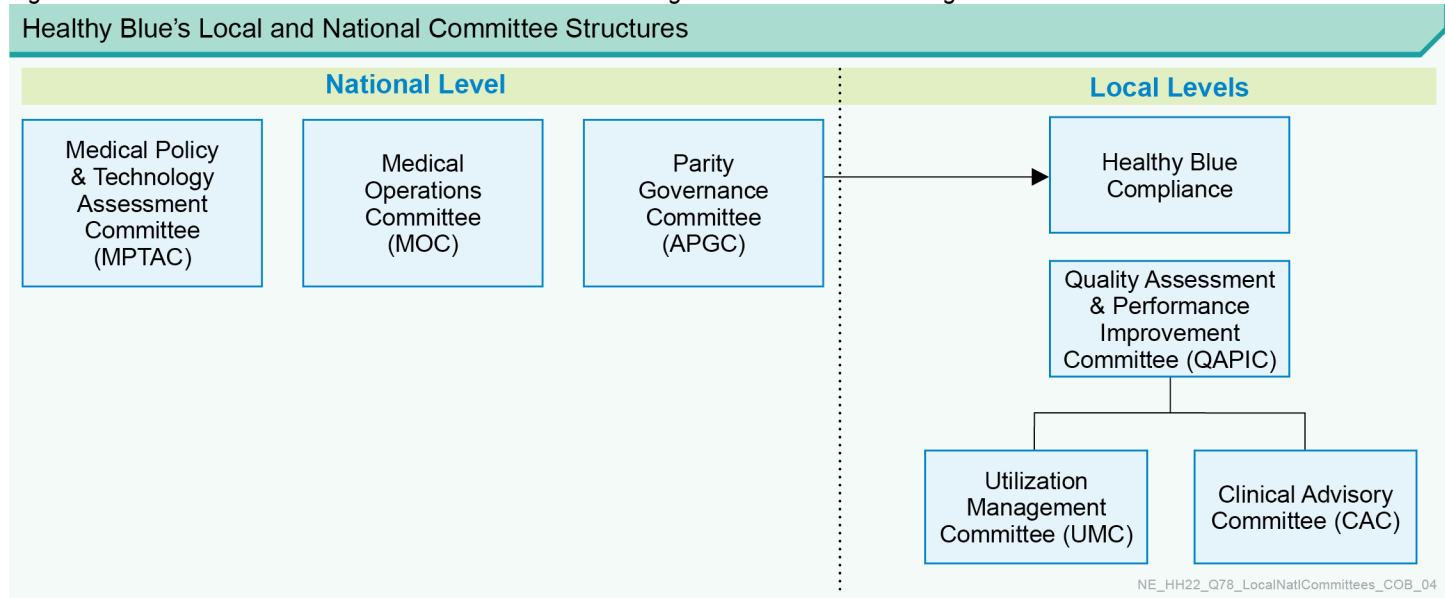 Healthy Blue's Local and National Committee Structures
National Level
Local Levels
Medical Policy
& Technology
Assessment
Committee
(MPTAC)
Medical
Operations
Committee
(MOC)
Parity
Governance
Committee
(APGC)
Healthy Blue
Compliance
Quality Assessment
& Performance
Improvement
Committee (QAPIC)
Utilization
Management
Committee (UMC)
Clinical Advisory
Committee (CAC)
NE_HH22_Q78_LocalNatlCommittees_COB_04